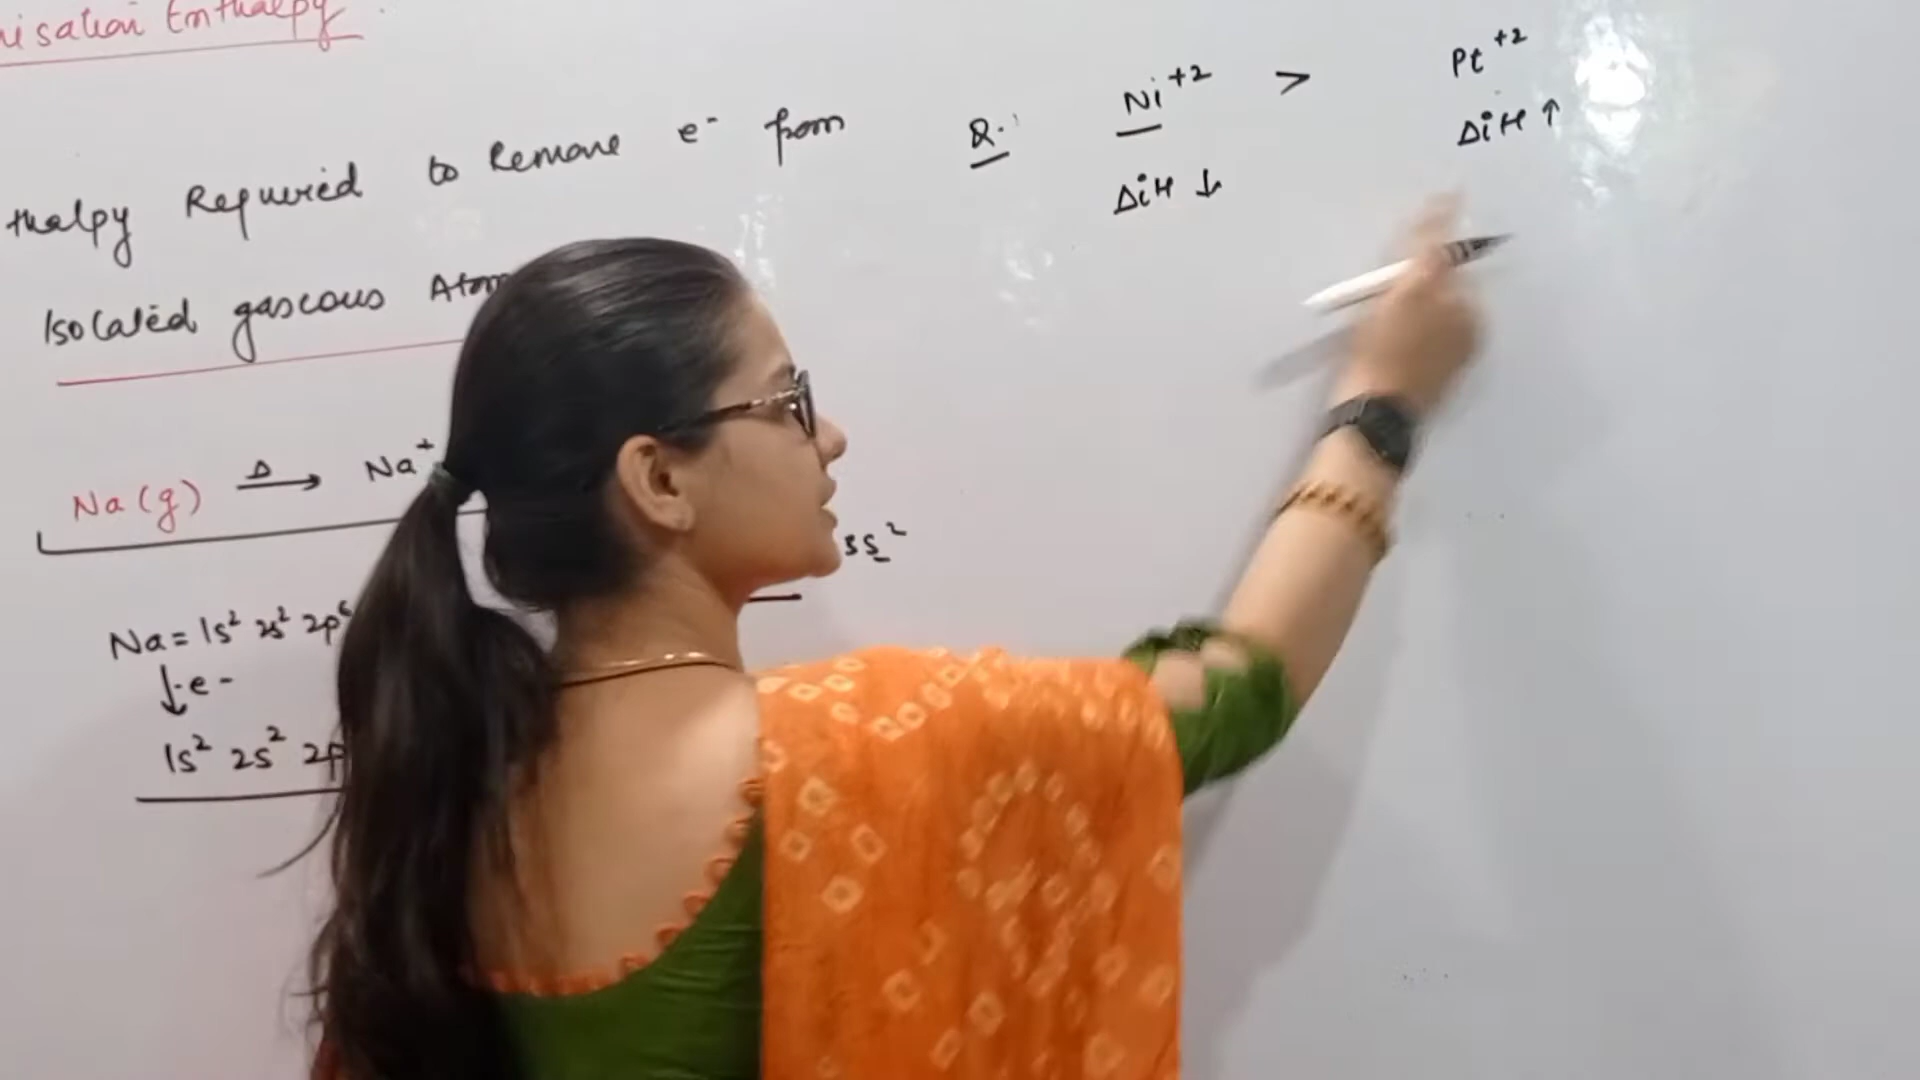 nisation Enthalpy
thalpy Required to Remove e⁻ from
Isolated gaseous Atom
Na(g) Δ⟶ Na⁺
3s²
Na = 1s² 2s² 2p⁶
↓-e-
1s² 2s² 2p
Q. Ni⁺² > Pt⁺²
ΔiH ↓ ΔiH ↑